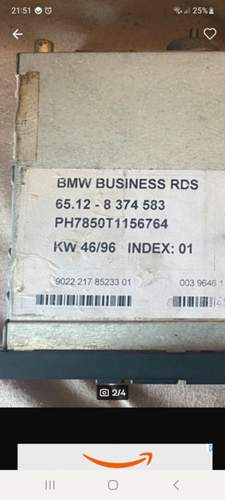 21:51
25%
BMW BUSINESS RDS
65.12 - 8 374 583
PH7850T1156764
KW 46/96 INDEX: 01
9022 217 85233 01
003 9646 1
2/4